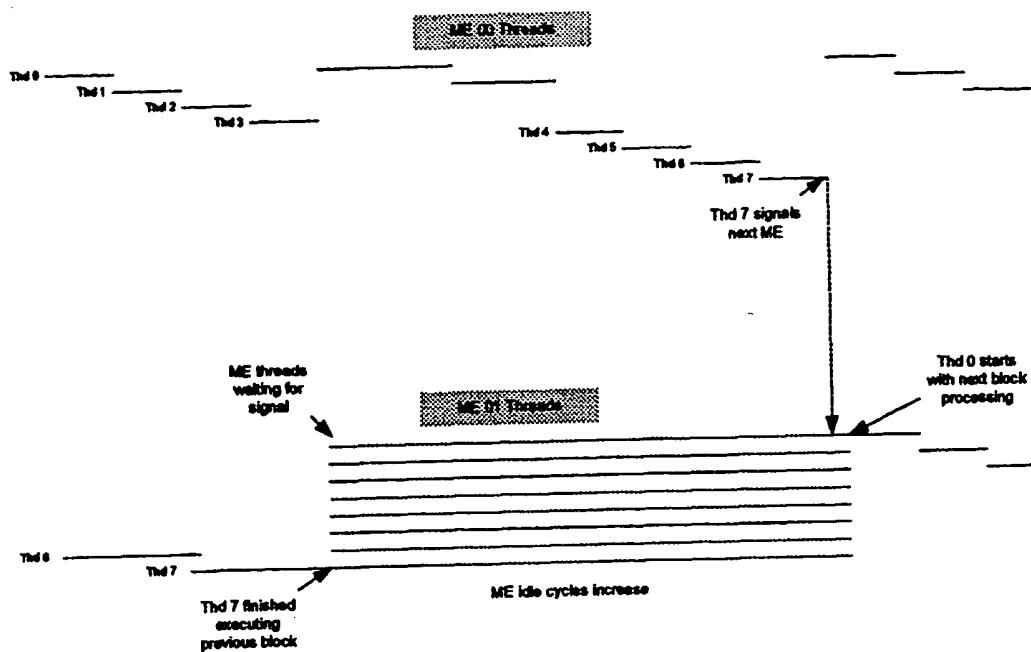 ME 00 Threads
Thd 0
Thd 1
Thd 2
Thd 3
Thd 4
Thd 5
Thd 6
Thd 7
Thd 7 signals
next ME
ME threads
waiting for
signal
ME 01 Threads
Thd 0 starts
with next block
processing
Thd 6
Thd 7
ME idle cycles increase
Thd 7 finished
executing
previous block